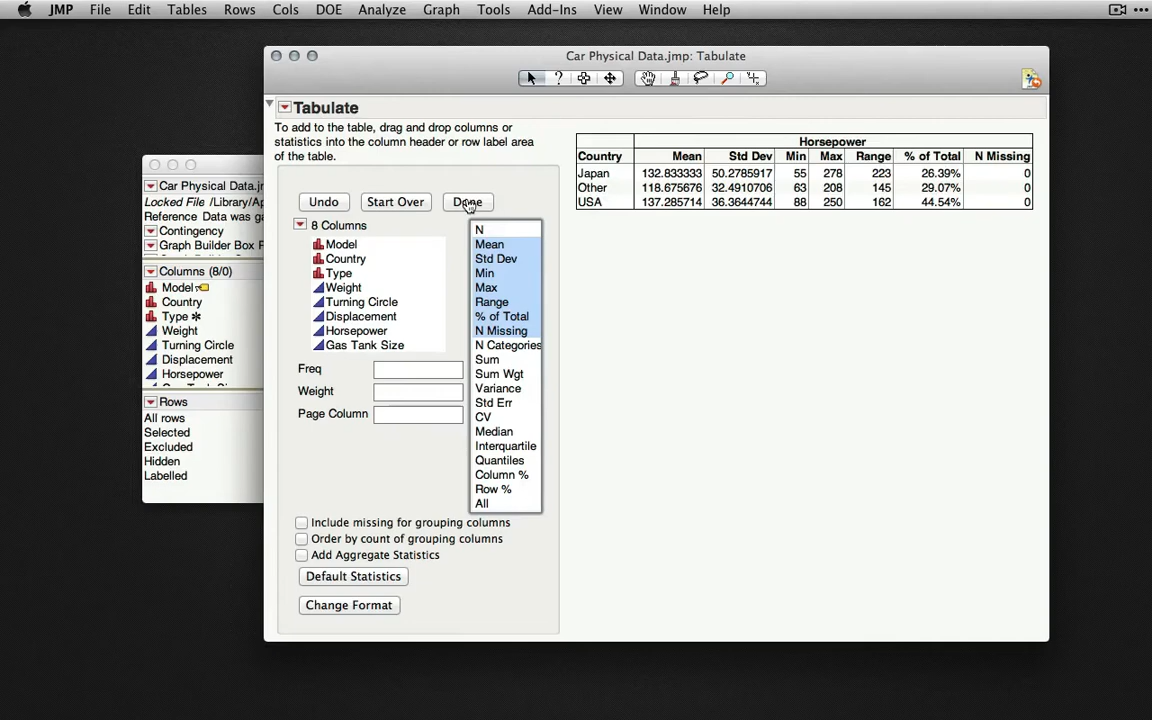 JMP File Edit Tables Rows Cols DOE Analyze Graph Tools Add-Ins View Window Help
Car Physical Data.jmp: Tabulate
Tabulate
To add to the table, drag and drop columns or
statistics into the column header or row label area
of the table.
Undo Start Over Done
8 Columns
Model
Country
Type
Weight
Turning Circle
Displacement
Horsepower
Gas Tank Size
N
Mean
Std Dev
Min
Max
Range
% of Total
N Missing
N Categories
Sum
Sum Wgt
Variance
Std Err
CV
Median
Interquartile
Quantiles
Column %
Row %
All
Freq
Weight
Page Column
Include missing for grouping columns
Order by count of grouping columns
Add Aggregate Statistics
Default Statistics
Change Format
Horsepower
Country Mean Std Dev Min Max Range % of Total N Missing
Japan 132.833333 50.2785917 55 278 223 26.39% 0
Other 118.675676 32.4910706 63 208 145 29.07% 0
USA 137.285714 36.3644744 88 250 162 44.54% 0
Car Physical Data.j
Locked File /Library/Ap
Reference Data was ga
Contingency
Columns (8/0)
Model
Country
Type
Weight
Turning Circle
Displacement
Horsepower
Rows
All rows
Selected
Excluded
Hidden
Labelled